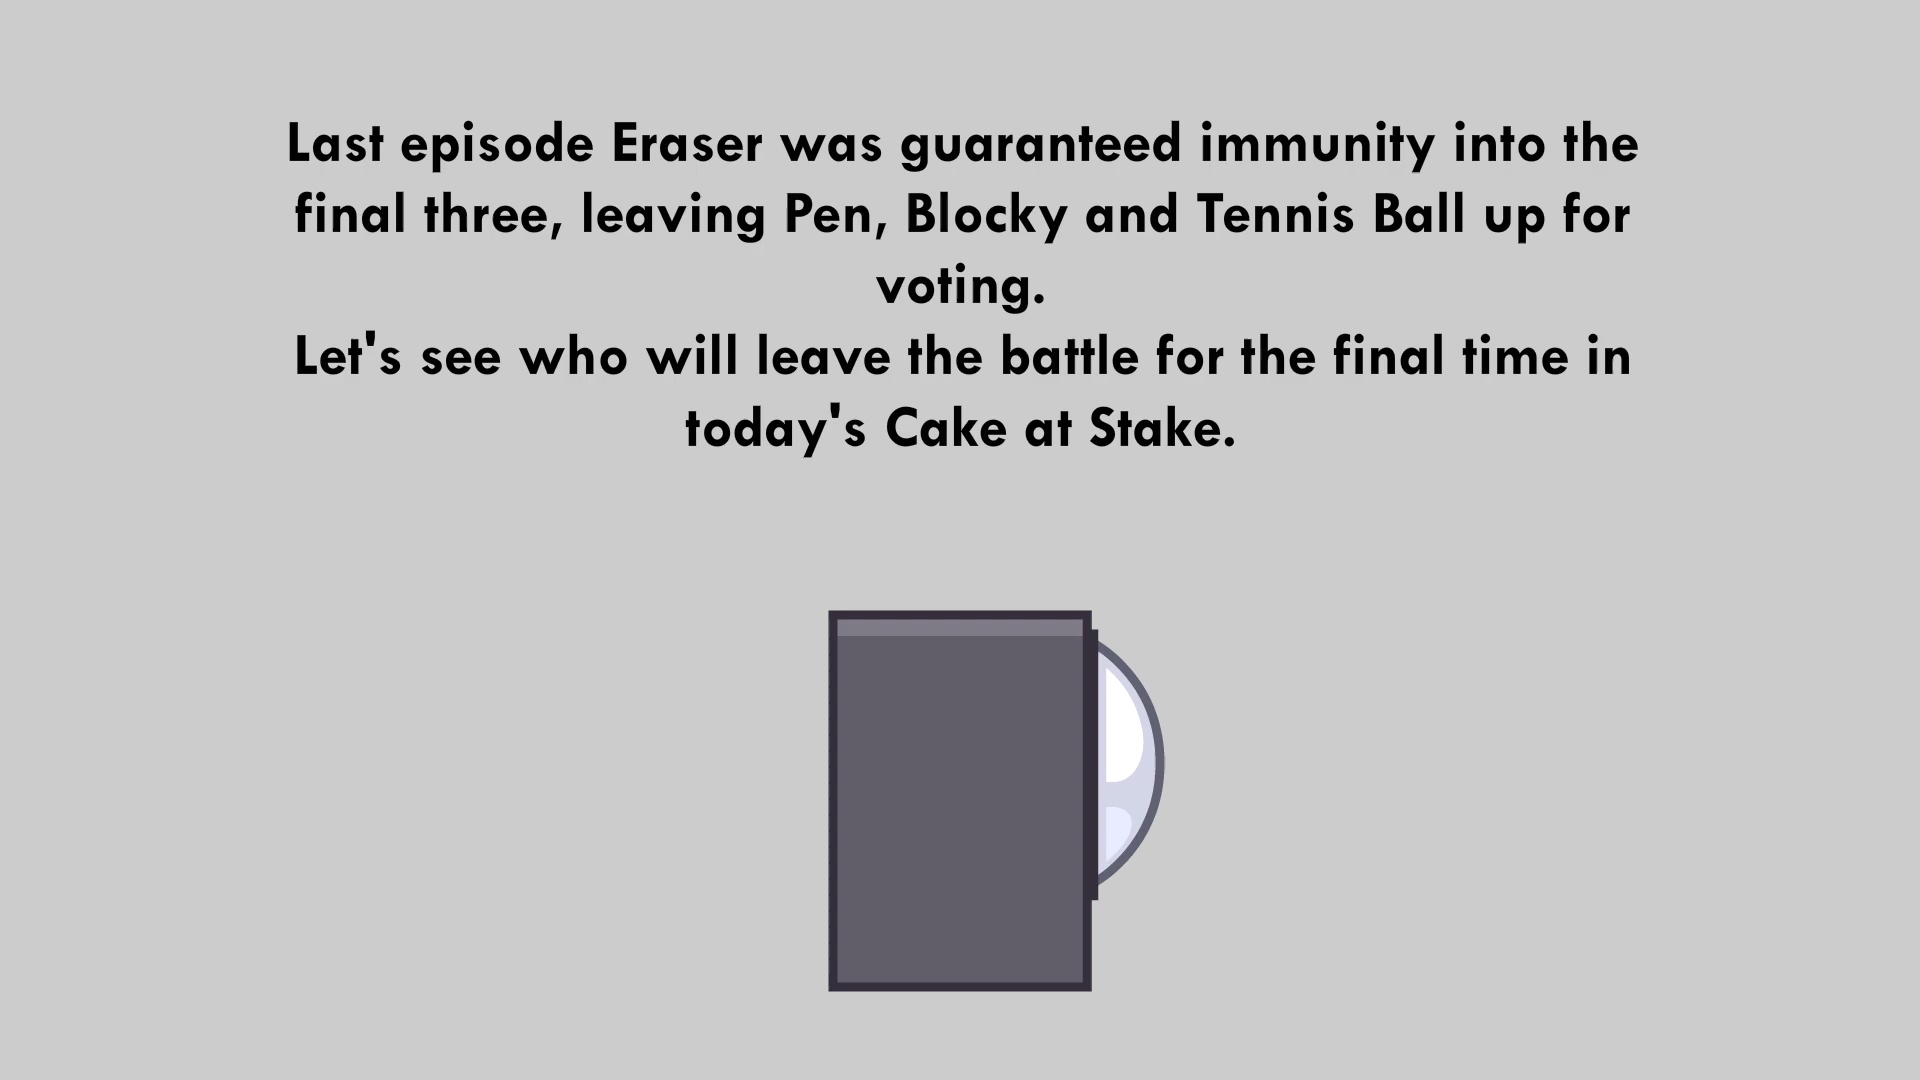 Last episode Eraser was guaranteed immunity into the
final three, leaving Pen, Blocky and Tennis Ball up for
voting.
Let's see who will leave the battle for the final time in
today's Cake at Stake.